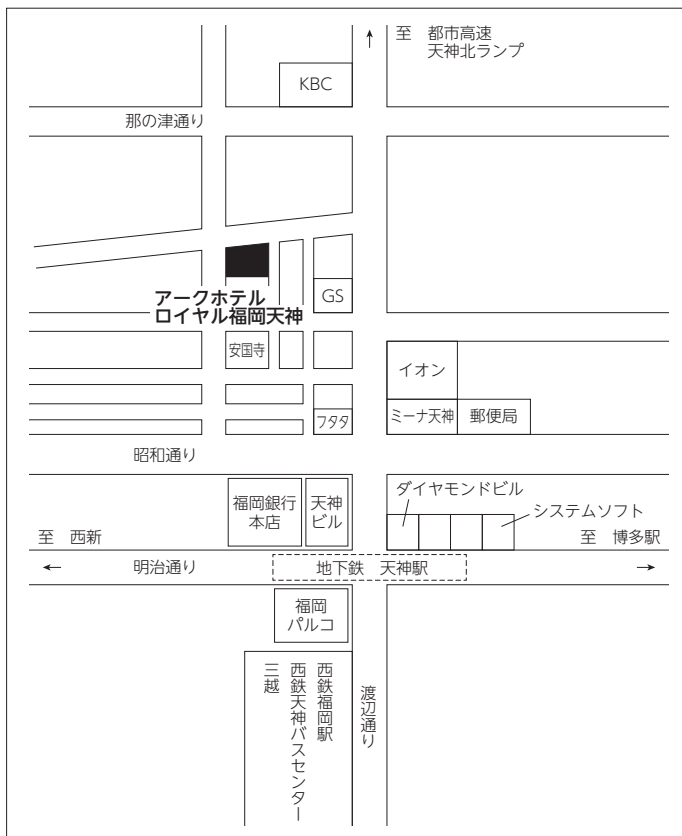 至　都市高速
天神北ランプ
KBC
那の津通り
アークホテル
ロイヤル福岡天神
GS
安国寺
イオン
フタタ
ミーナ天神
郵便局
昭和通り
福岡銀行
本店
天神
ビル
ダイヤモンドビル
システムソフト
至　西新
至　博多駅
明治通り
地下鉄　天神駅
福岡
パルコ
西鉄福岡駅
西鉄天神バスセンター
三越
渡辺通り